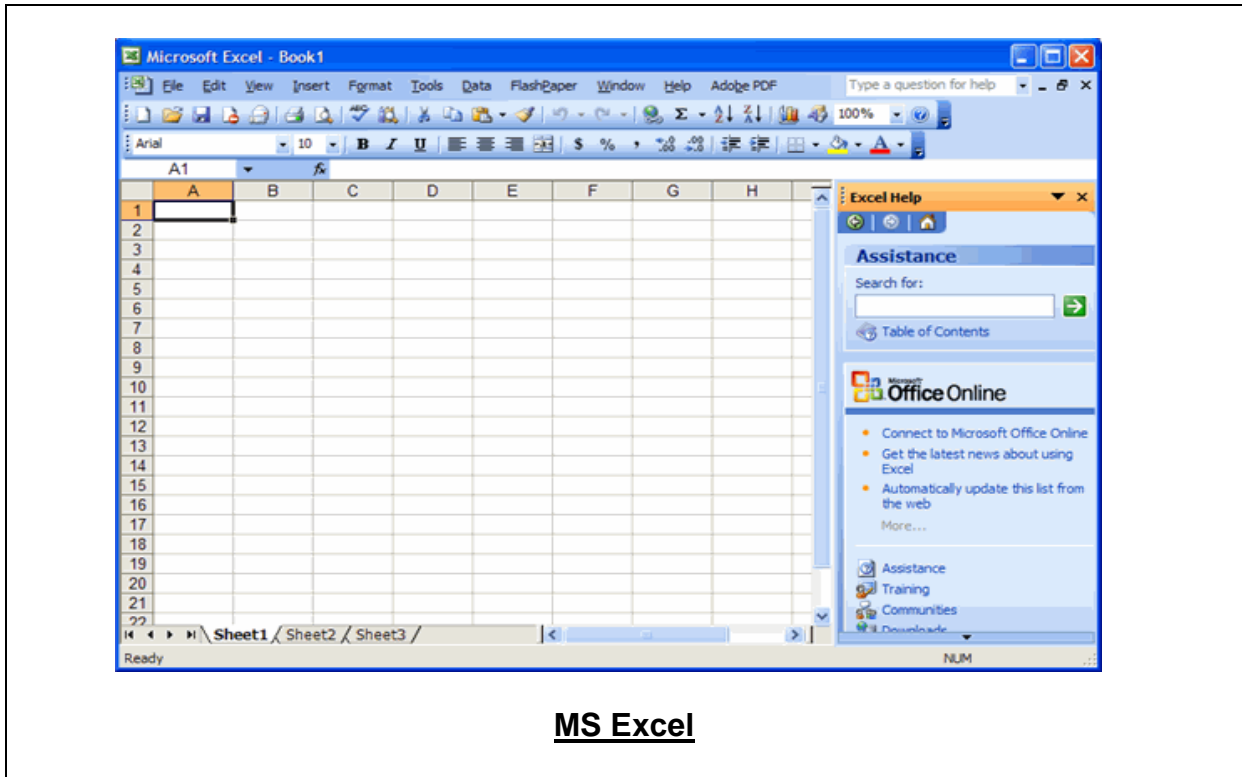 Microsoft Excel - Book1
File Edit View Insert Format Tools Data FlashPaper Window Help Adobe PDF Type a question for help
100%
Arial 10 B I U $ % ,
A1 fx
A B C D E F G H
Excel Help
1
2
3
4
5
6
7
8
9
10
11
12
13
14
15
16
17
18
19
20
21
22
Assistance
Search for:
Table of Contents
Microsoft
Office Online
Connect to Microsoft Office Online
Get the latest news about using
Excel
Automatically update this list from
the web
More...
Assistance
Training
Communities
Downloads
Sheet1 Sheet2 Sheet3
Ready NUM
MS Excel